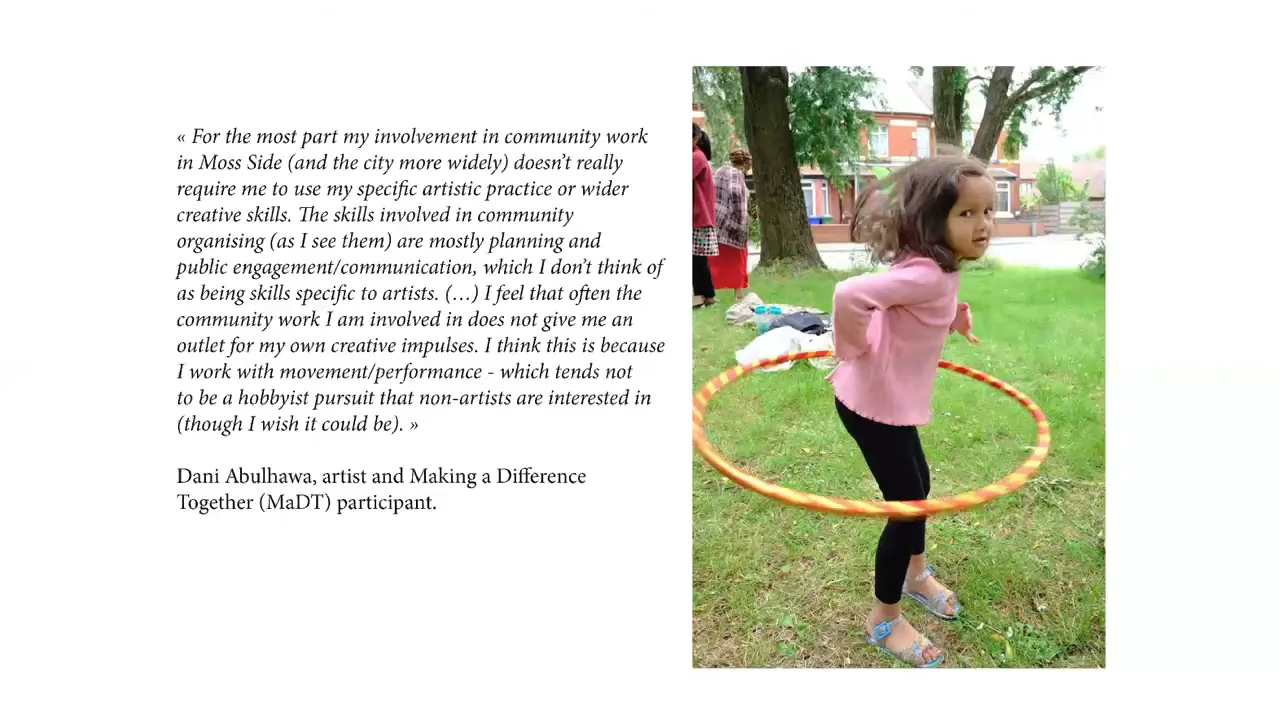 « For the most part my involvement in community work
in Moss Side (and the city more widely) doesn’t really
require me to use my specific artistic practice or wider
creative skills. The skills involved in community
organising (as I see them) are mostly planning and
public engagement/communication, which I don’t think of
as being skills specific to artists. (…) I feel that often the
community work I am involved in does not give me an
outlet for my own creative impulses. I think this is because
I work with movement/performance - which tends not
to be a hobbyist pursuit that non-artists are interested in
(though I wish it could be). »
Dani Abulhawa, artist and Making a Difference
Together (MaDT) participant.